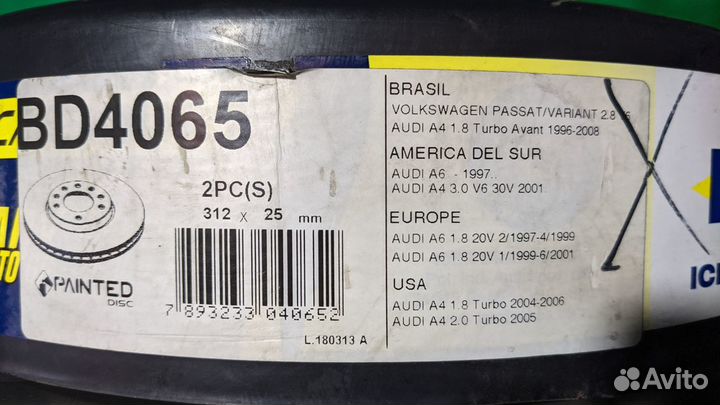 BD4065
2PC(S)
312 x 25 mm
PAINTED
DISC
7 893233 040652
L.180313 A
BRASIL
VOLKSWAGEN PASSAT/VARIANT 2.8
AUDI A4 1.8 Turbo Avant 1996-2008
AMERICA DEL SUR
AUDI A6 - 1997..
AUDI A4 3.0 V6 30V 2001
EUROPE
AUDI A6 1.8 20V 2/1997-4/1999
AUDI A6 1.8 20V 1/1999-6/2001
USA
AUDI A4 1.8 Turbo 2004-2006
AUDI A4 2.0 Turbo 2005
TO
ICI
Avito